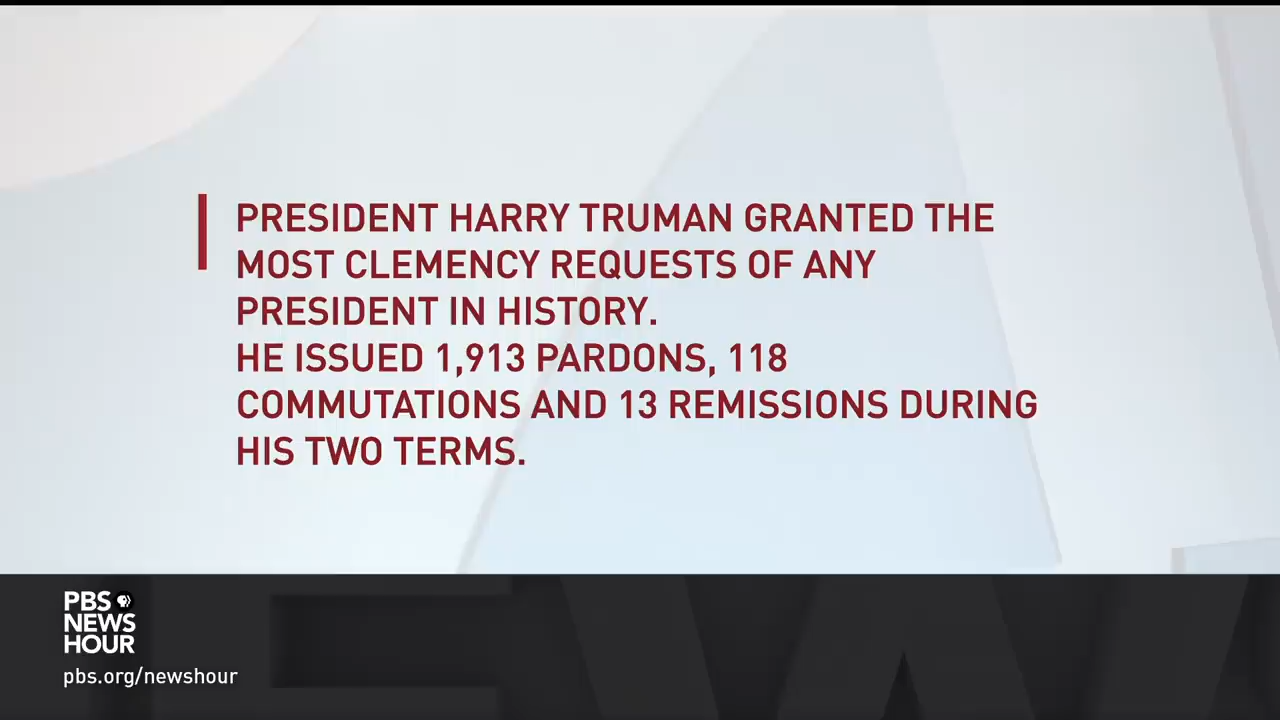 PRESIDENT HARRY TRUMAN GRANTED THE
MOST CLEMENCY REQUESTS OF ANY
PRESIDENT IN HISTORY.
HE ISSUED 1,913 PARDONS, 118
COMMUTATIONS AND 13 REMISSIONS DURING
HIS TWO TERMS.
PBS
NEWS
HOUR
pbs.org/newshour